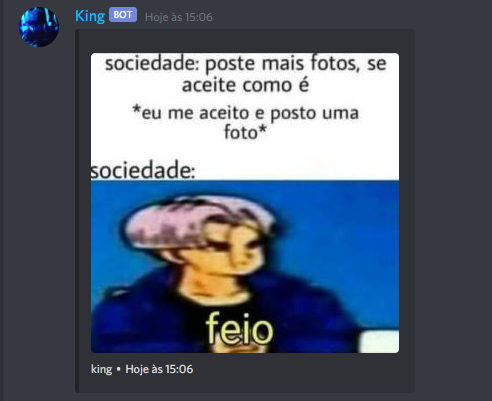 King BOT Hoje às 15:06
sociedade: poste mais fotos, se
aceite como é
*eu me aceito e posto uma
foto*
sociedade:
feio
king • Hoje às 15:06